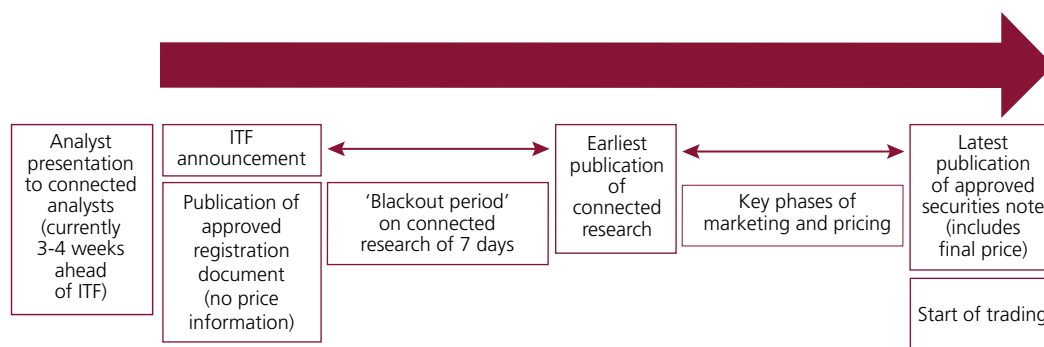 Analyst
presentation
to connected
analysts
(currently
3-4 weeks
ahead
of ITF)
ITF
announcement
Publication of
approved
registration
document
(no price
information)
‘Blackout period’
on connected
research of 7 days
Earliest
publication
of
connected
research
Key phases of
marketing and pricing
Latest
publication
of approved
securities note
(includes
final price)
Start of trading